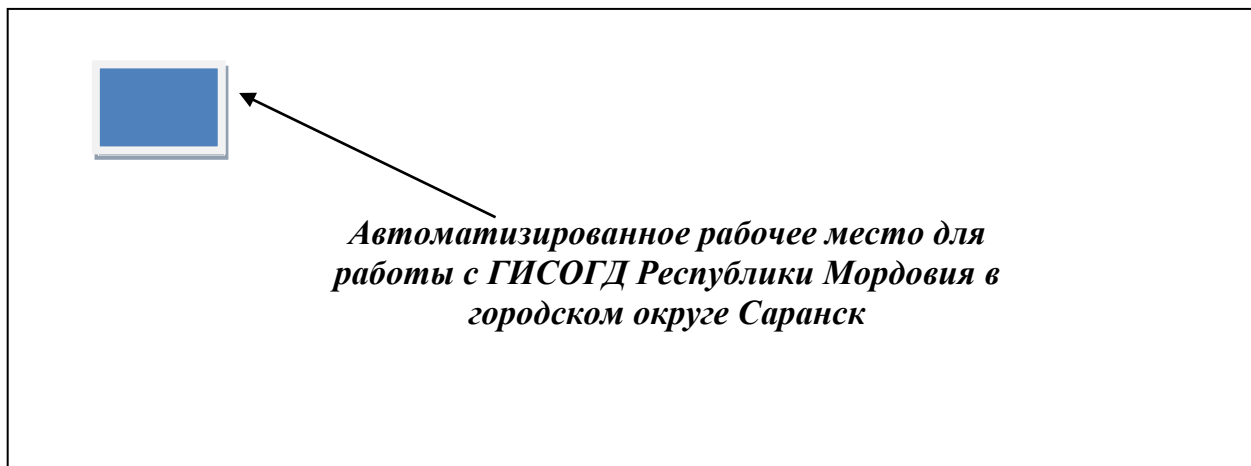 Автоматизированное рабочее место для
работы с ГИСОГД Республики Мордовия в
городском округе Саранск